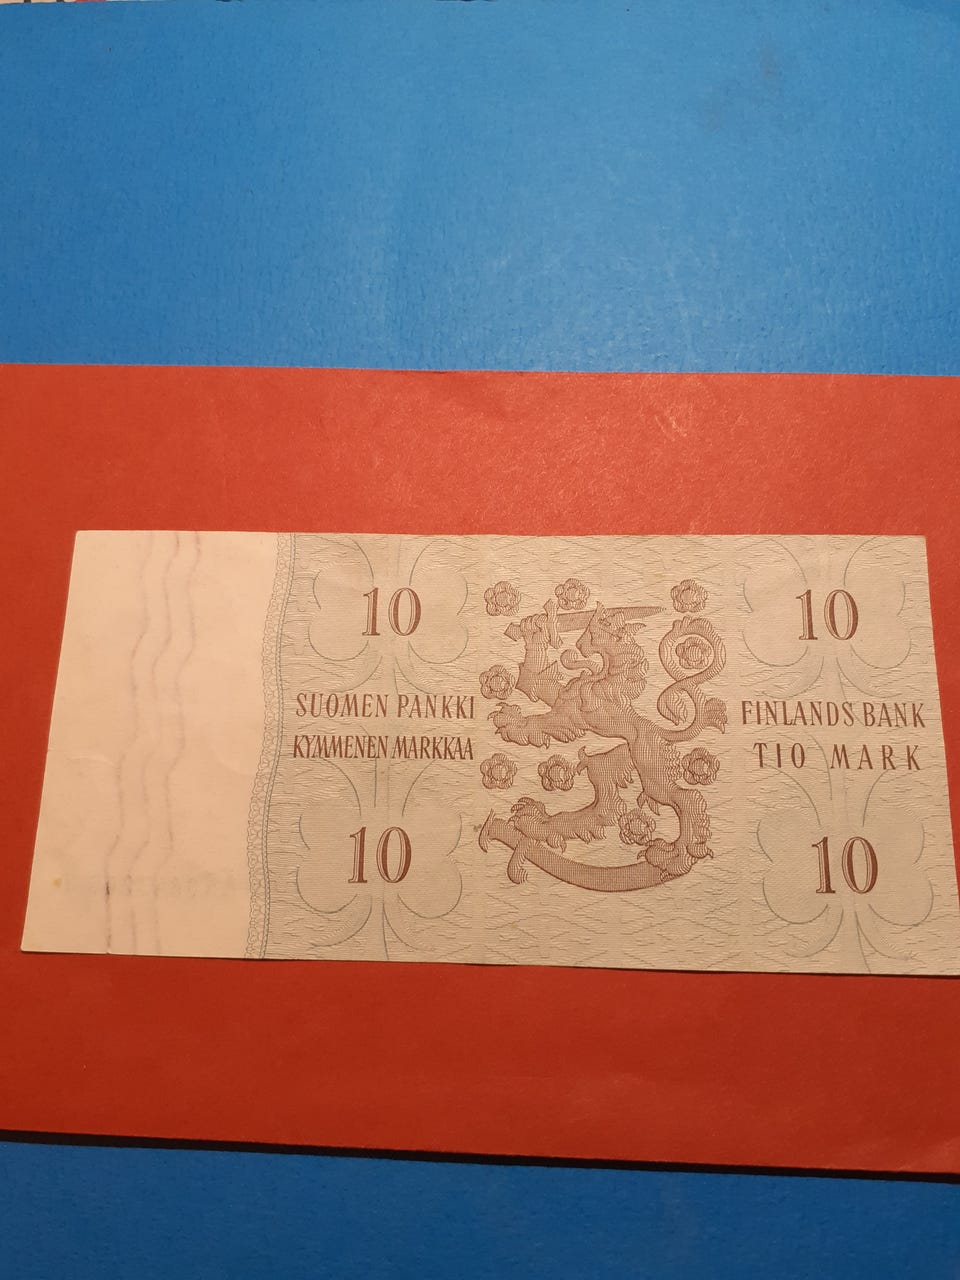 10
10
SUOMEN PANKKI
KYMMENEN MARKKAA
FINLANDS BANK
TIO MARK
10
10